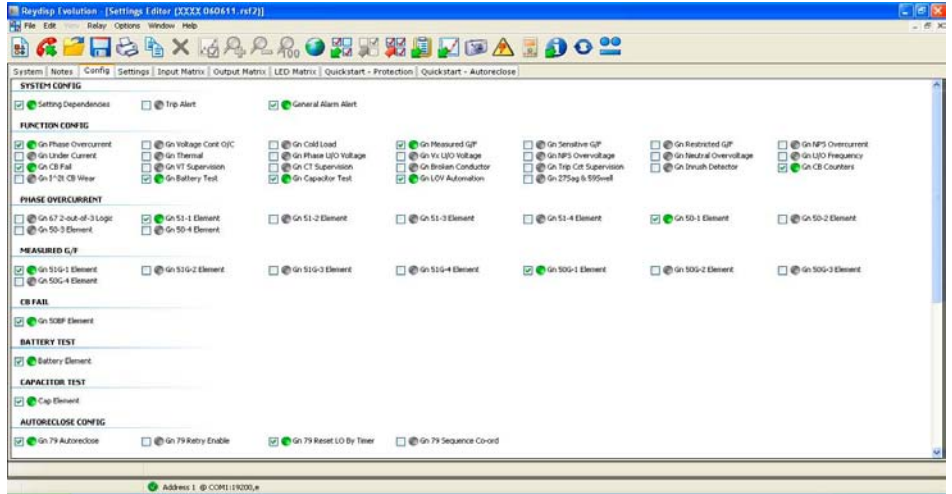 Reydisp Evolution - [Settings Editor (XXXX 060611.rsf2)]
File Edit View Relay Options Window Help
System Notes Config Settings Input Matrix Output Matrix LED Matrix Quickstart - Protection Quickstart - Autoreclose
SYSTEM CONFIG
Setting Dependencies Trip Alert General Alarm Alert
FUNCTION CONFIG
Gn Phase Overcurrent Gn Voltage Cont O/C Gn Cold Load Gn Measured G/F Gn Sensitive G/F Gn Restricted G/F Gn NPS Overcurrent
Gn Under Current Gn Thermal Gn Phase U/O Voltage Gn Vx U/O Voltage Gn NPS Overvoltage Gn Neutral Overvoltage Gn U/O Frequency
Gn CB Fail Gn VT Supervision Gn CT Supervision Gn Broken Conductor Gn Trip Cct Supervision Gn Inrush Detector Gn CB Counters
Gn I^2t CB Wear Gn Battery Test Gn Capacitor Test Gn LOV Automation Gn 27Sag & 59Swell
PHASE OVERCURRENT
Gn 67 2-out-of-3 Logic Gn 51-1 Element Gn 51-2 Element Gn 51-3 Element Gn 51-4 Element Gn 50-1 Element Gn 50-2 Element
Gn 50-3 Element Gn 50-4 Element
MEASURED G/F
Gn 51G-1 Element Gn 51G-2 Element Gn 51G-3 Element Gn 51G-4 Element Gn 50G-1 Element Gn 50G-2 Element Gn 50G-3 Element
Gn 50G-4 Element
CB FAIL
Gn 50BF Element
BATTERY TEST
Battery Element
CAPACITOR TEST
Cap Element
AUTORECLOSE CONFIG
Gn 79 Autoreclose Gn 79 Retry Enable Gn 79 Reset LO By Timer Gn 79 Sequence Co-ord
Address 1 @ COM1:19200,e